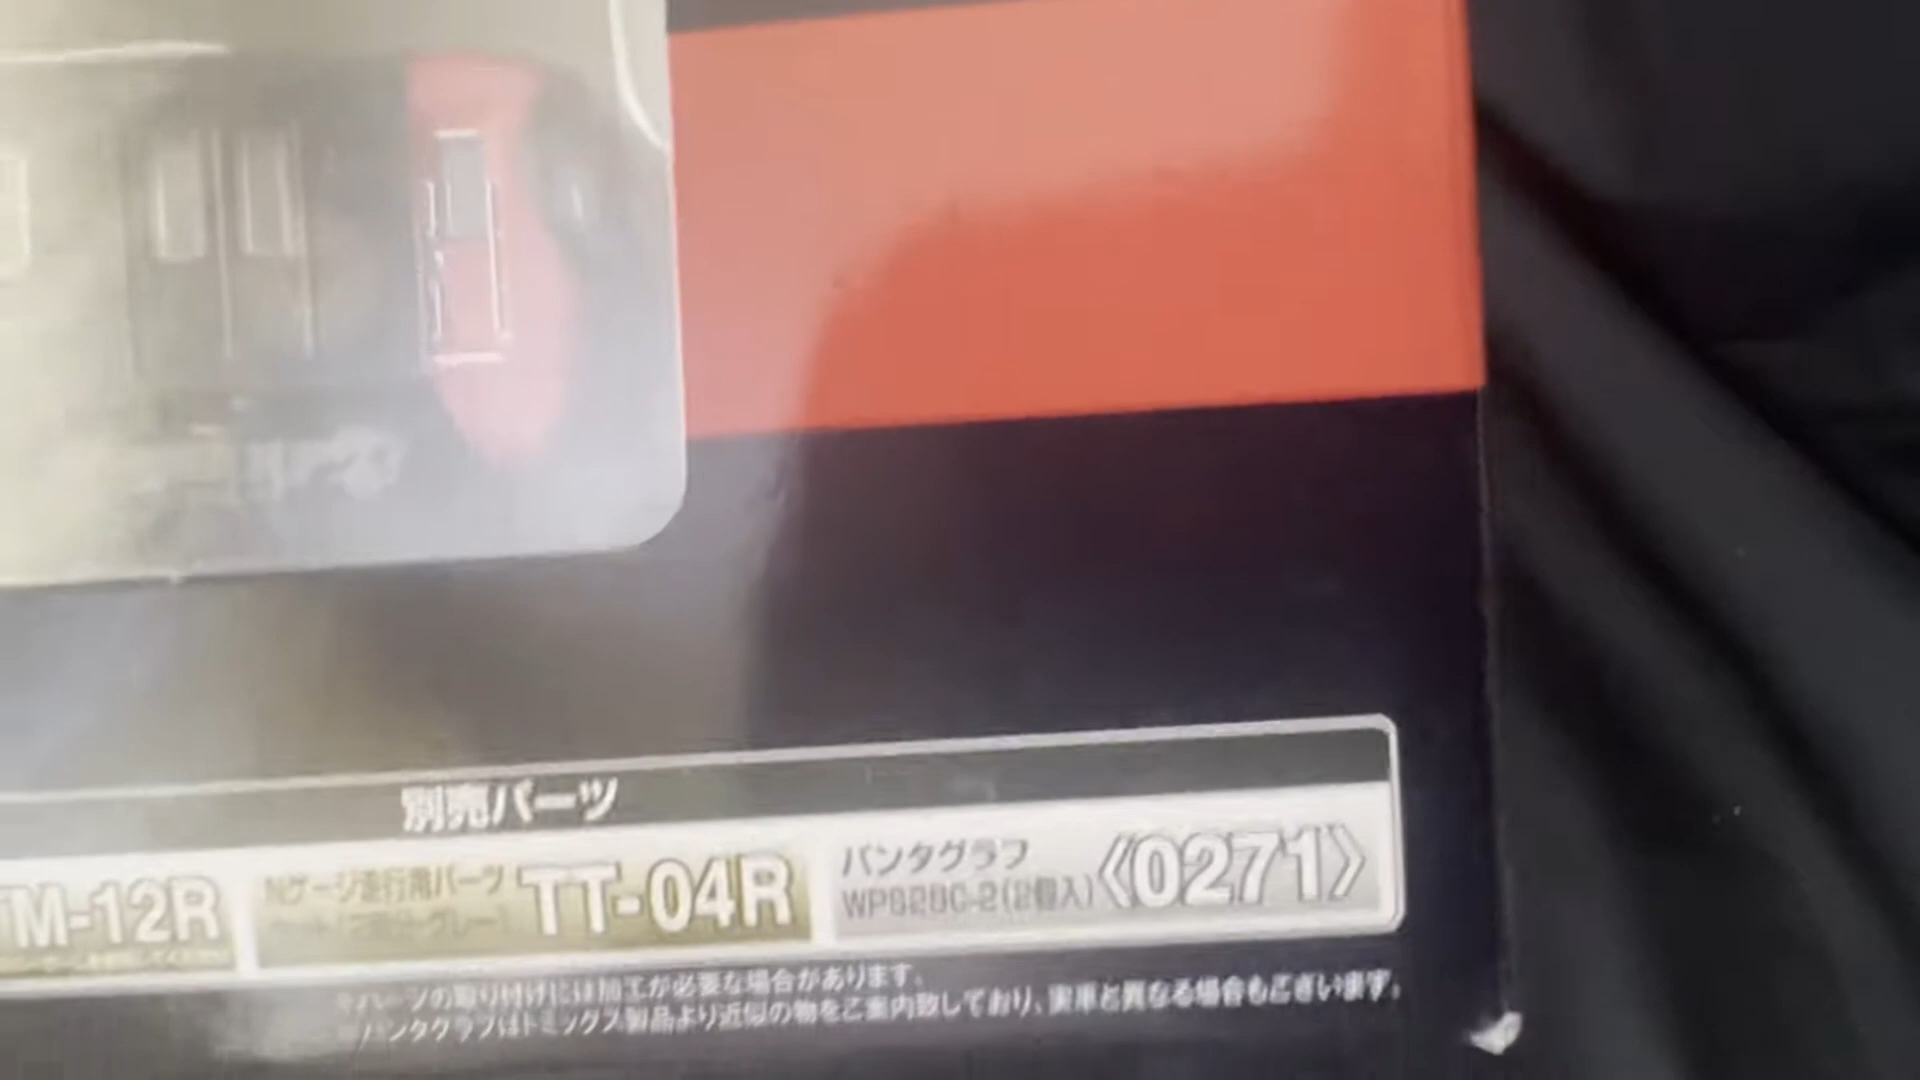 別売パーツ
TM-12R
Nゲージ走行用パーツ
TT-04R
パンタグラフ
(2個入)
〈0271〉
パーツの取り付けには加工が必要な場合があります。
パンタグラフはトミックス製品より近似の物をご案内致しており、実車と異なる場合もございます。